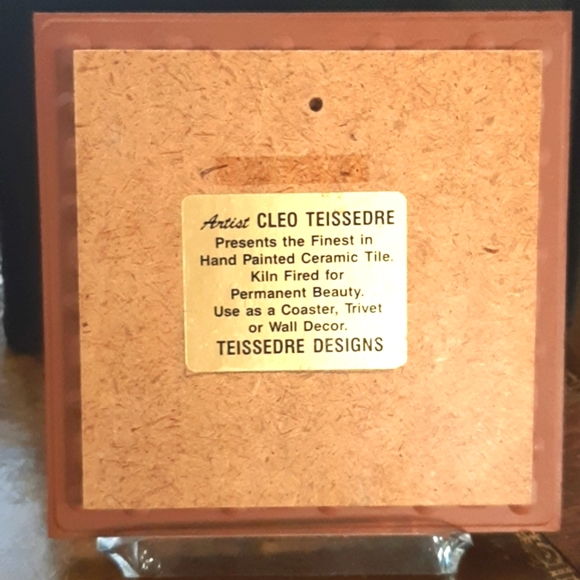 Artist CLEO TEISSEDRE
Presents the Finest in
Hand Painted Ceramic Tile.
Kiln Fired for
Permanent Beauty.
Use as a Coaster, Trivet
or Wall Decor.
TEISSEDRE DESIGNS